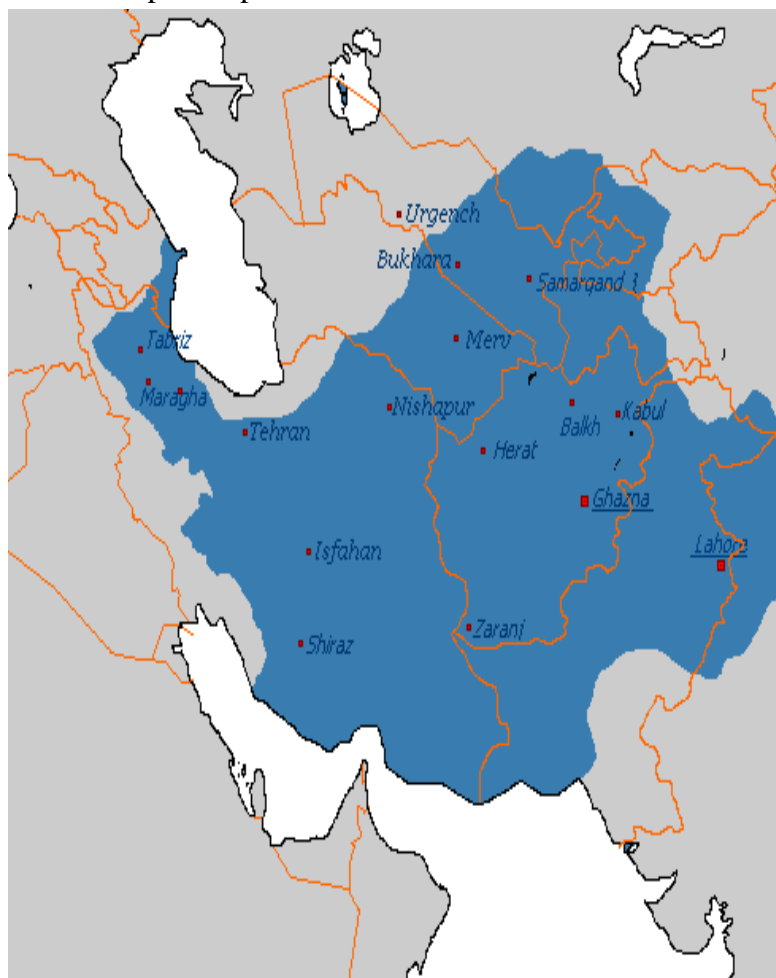 Urgench
Bukhara
Samarqand
Tabriz
Merv
Maragha
Nishapur
Balkh
Kabul
Tehran
Herat
Ghazna
Lahore
Isfahan
Zaranj
Shiraz